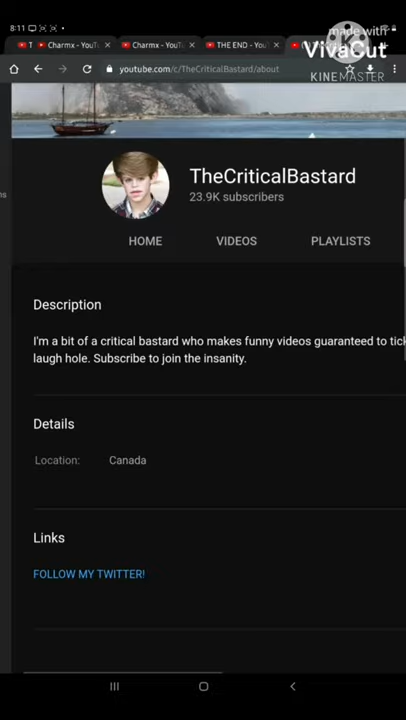 8:11
made with
VivaCut
KINEMASTER
Charmx - YouT
Charmx - YouTu
THE END - You
youtube.com/c/TheCriticalBastard/about
TheCriticalBastard
23.9K subscribers
HOME
VIDEOS
PLAYLISTS
Description
I'm a bit of a critical bastard who makes funny videos guaranteed to tick
laugh hole. Subscribe to join the insanity.
Details
Location: Canada
Links
FOLLOW MY TWITTER!